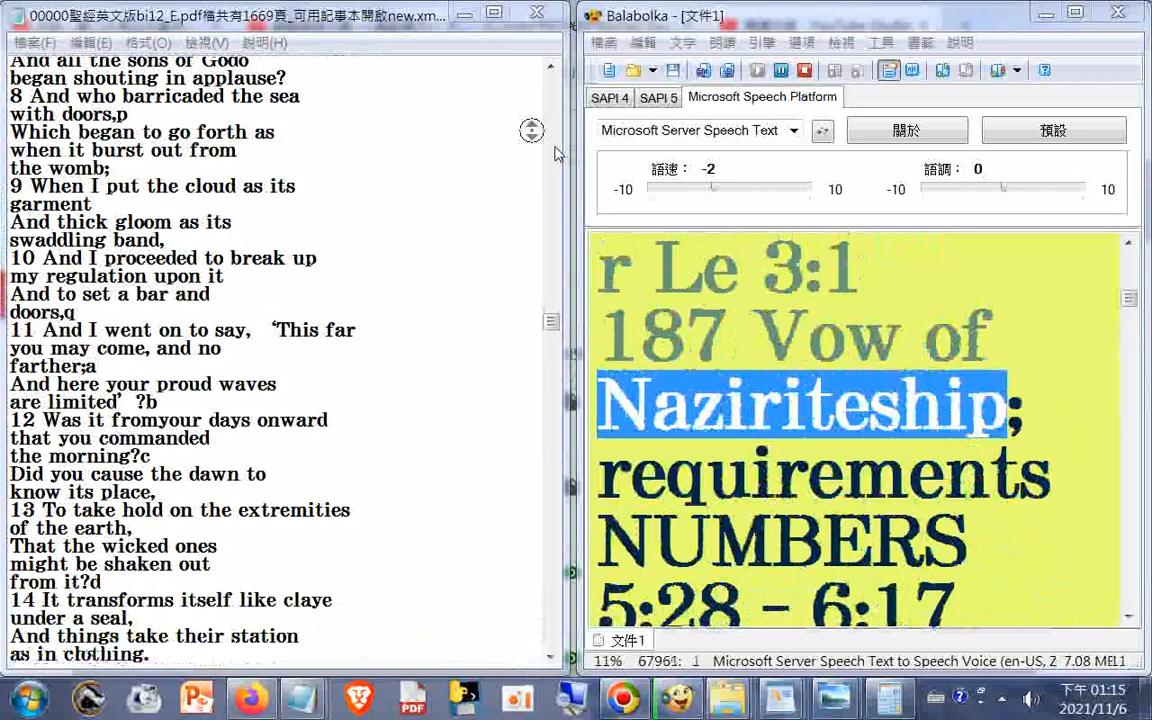 00000聖經英文版bi12_E.pdf檔共有1669頁_可用記事本開啟new.xm...
檔案(F) 編輯(E) 格式(O) 檢視(V) 說明(H)
And all the sons of Godo
began shouting in applause?
8 And who barricaded the sea
with doors,p
Which began to go forth as
when it burst out from
the womb;
9 When I put the cloud as its
garment
And thick gloom as its
swaddling band,
10 And I proceeded to break up
my regulation upon it
And to set a bar and
doors,q
11 And I went on to say, ‘This far
you may come, and no
farther;a
And here your proud waves
are limited’ ?b
12 Was it fromyour days onward
that you commanded
the morning?c
Did you cause the dawn to
know its place,
13 To take hold on the extremities
of the earth,
That the wicked ones
might be shaken out
from it?d
14 It transforms itself like claye
under a seal,
And things take their station
as in clothing.
Balabolka - [文件1]
檔案 編輯 文字 朗讀 引擎 選項 檢視 工具 書籤 說明
SAPI 4 SAPI 5 Microsoft Speech Platform
Microsoft Server Speech Text 關於 預設
語速： -2 語調： 0
-10 10 -10 10
r Le 3:1
187 Vow of
Naziriteship;
requirements
NUMBERS
5:28 - 6:17
文件1
11% 67961: 1 Microsoft Server Speech Text to Speech Voice (en-US, Z 7.08 ME11
PDF
下午 01:15
2021/11/6